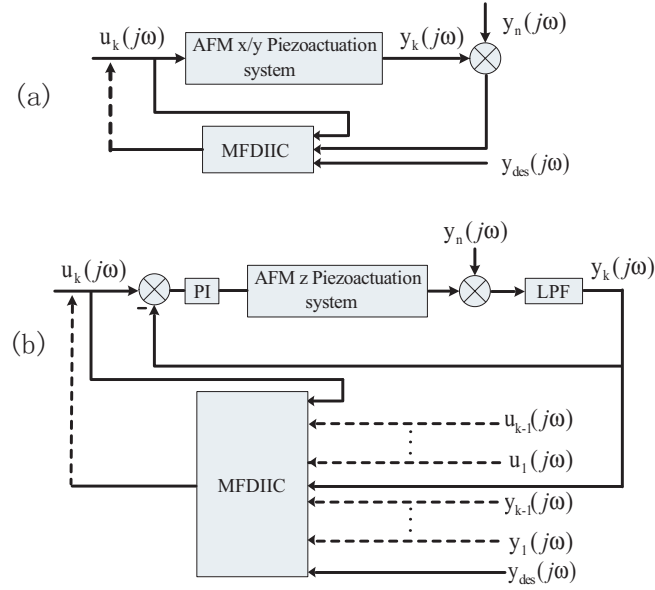 y_n(jω)
u_k(jω)
AFM x/y Piezoactuation
system
y_k(jω)
(a)
MFDIIC
y_des(jω)
y_n(jω)
u_k(jω)
y_k(jω)
PI
AFM z Piezoactuation
system
LPF
(b)
MFDIIC
u_k-1(jω)
u_1(jω)
y_k-1(jω)
y_1(jω)
y_des(jω)